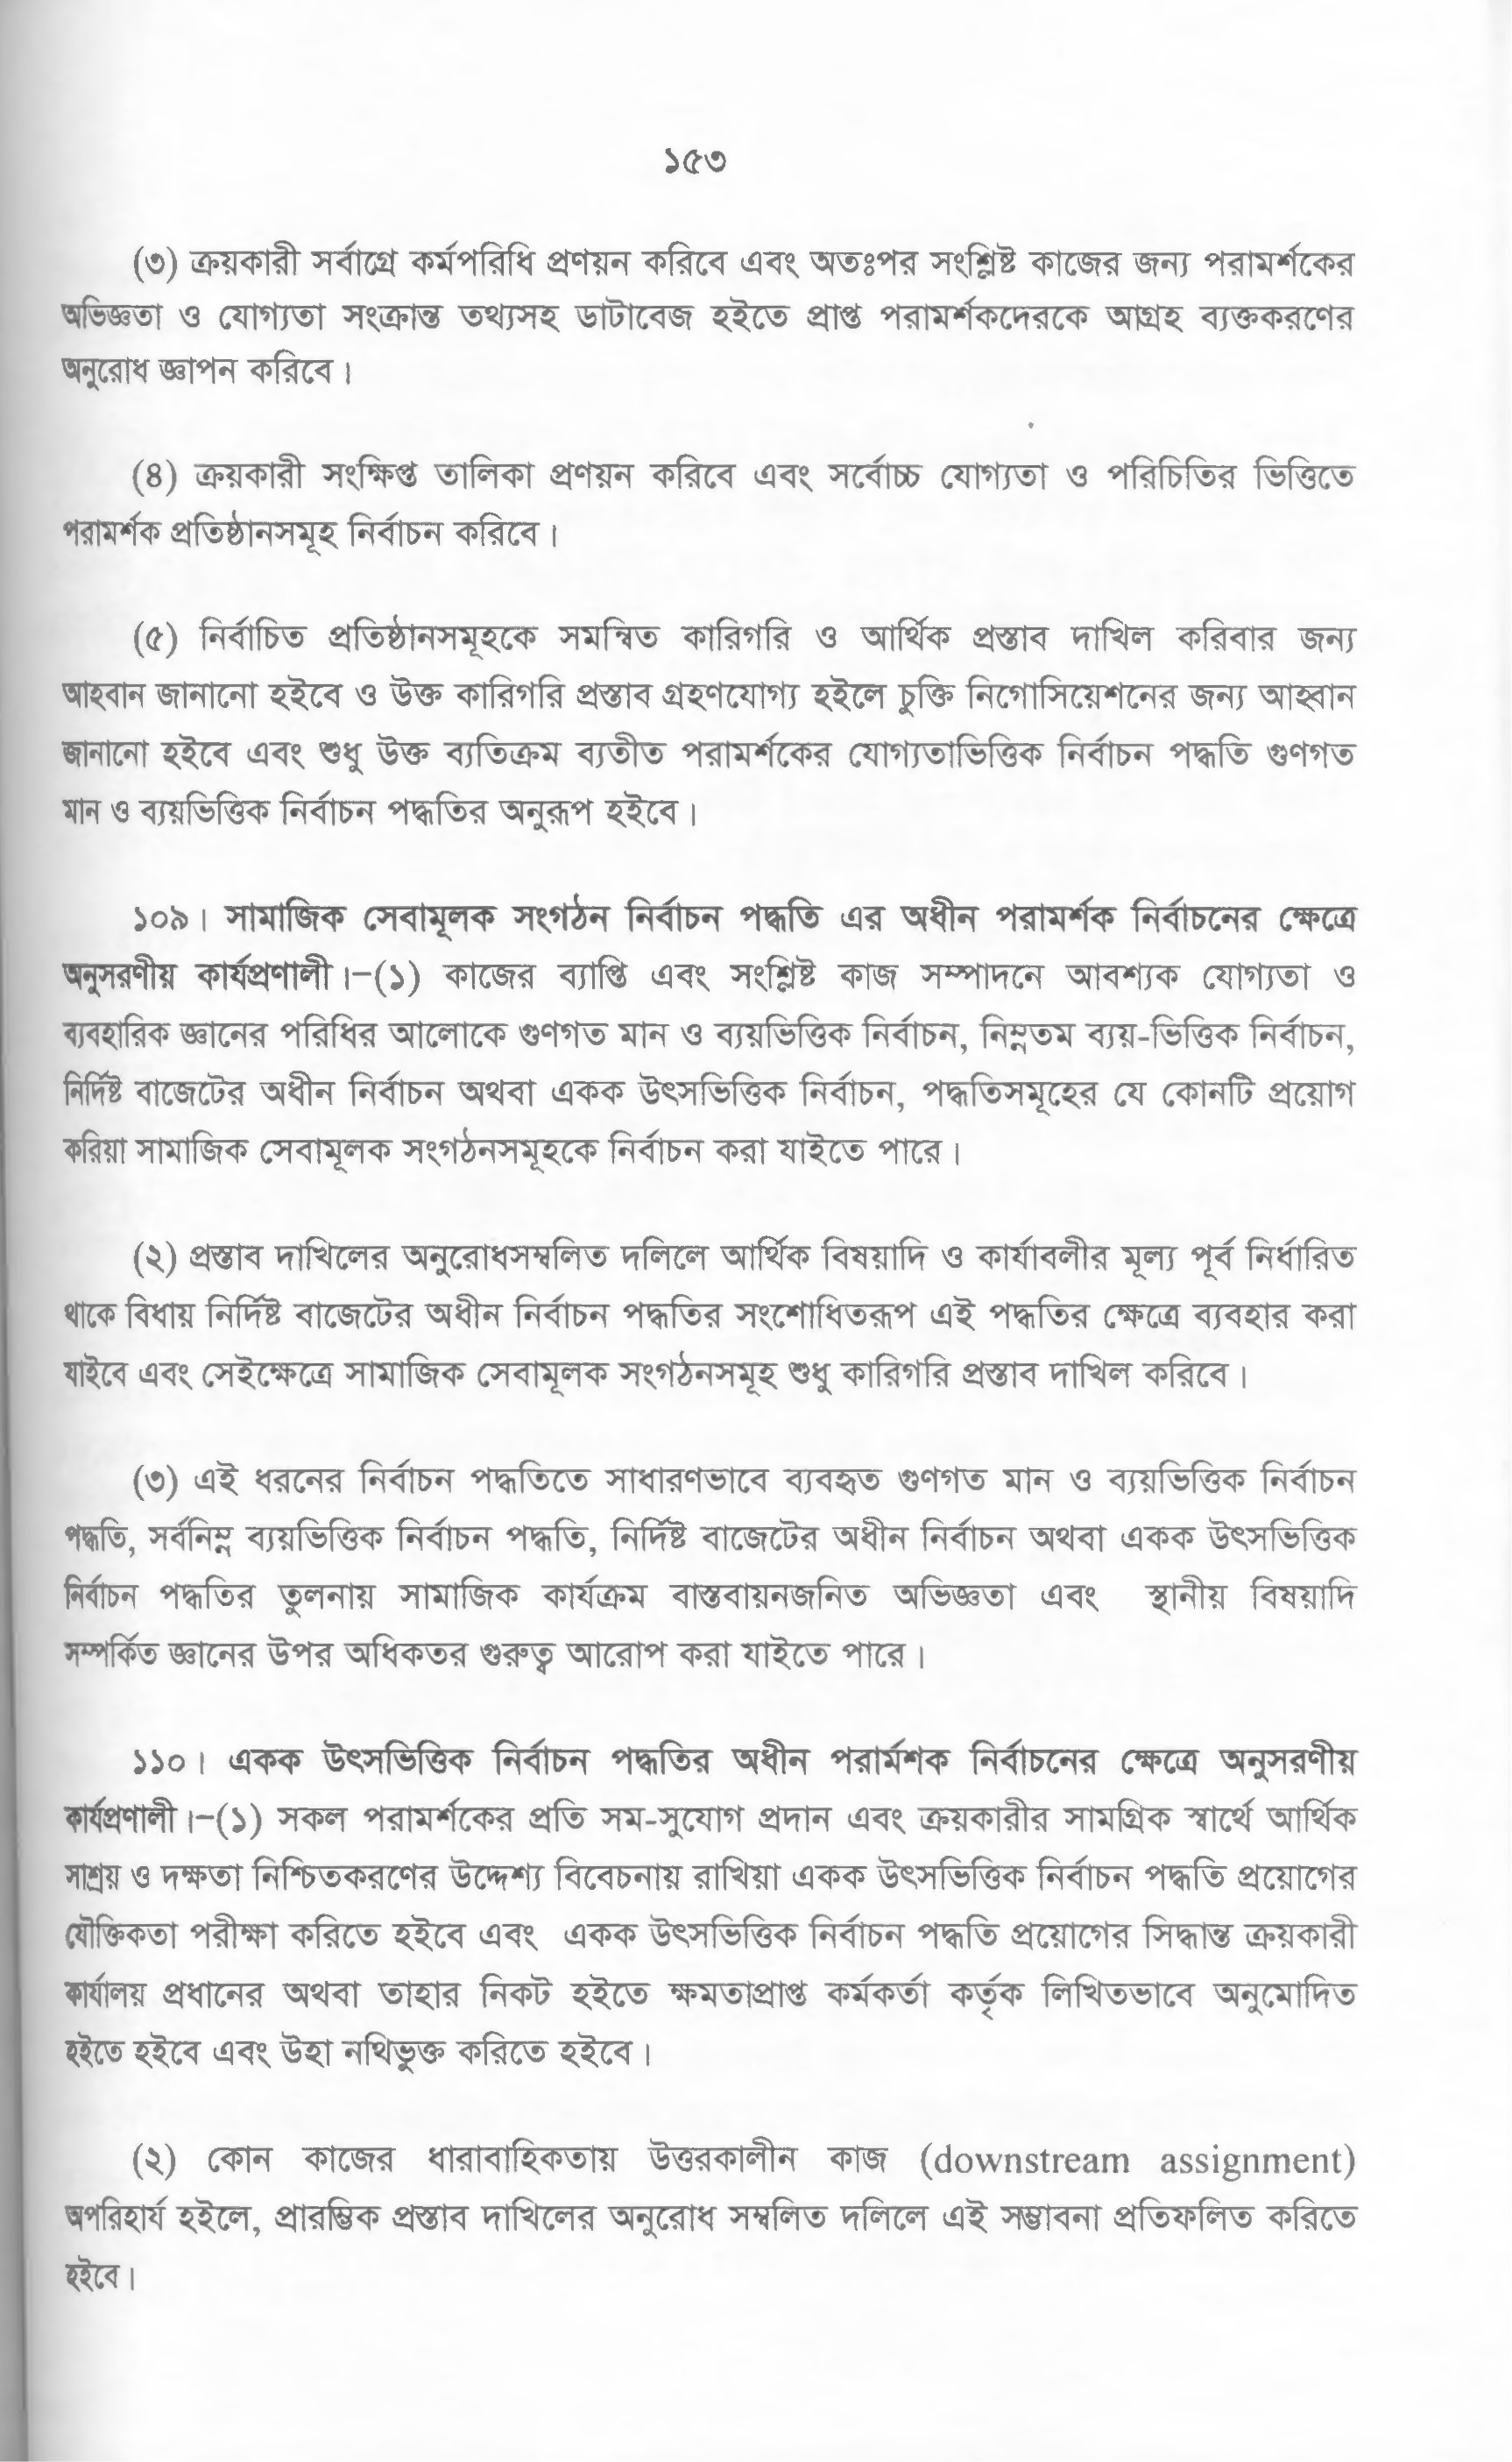 ১৫৩
(৩) ক্রয়কারী সর্বাগ্রে কর্মপরিধি প্রণয়ন করিবে এবং অতঃপর সংশ্লিষ্ট কাজের জন্য পরামর্শকের
অভিজ্ঞতা ও যোগ্যতা সংক্রান্ত তথ্যসহ ডাটাবেজ হইতে প্রাপ্ত পরামর্শকদেরকে আগ্রহ ব্যক্তকরণের
অনুরোধ জ্ঞাপন করিবে।
(৪) ক্রয়কারী সংক্ষিপ্ত তালিকা প্রণয়ন করিবে এবং সর্বোচ্চ যোগ্যতা ও পরিচিতির ভিত্তিতে
পরামর্শক প্রতিষ্ঠানসমূহ নির্বাচন করিবে।
(৫) নির্বাচিত প্রতিষ্ঠানসমূহকে সমন্বিত কারিগরি ও আর্থিক প্রস্তাব দাখিল করিবার জন্য
আহবান জানানো হইবে ও উক্ত কারিগরি প্রস্তাব গ্রহণযোগ্য হইলে চুক্তি নিগোসিয়েশনের জন্য আহ্বান
জানানো হইবে এবং শুধু উক্ত ব্যতিক্রম ব্যতীত পরামর্শকের যোগ্যতাভিত্তিক নির্বাচন পদ্ধতি গুণগত
মান ও ব্যয়ভিত্তিক নির্বাচন পদ্ধতির অনুরূপ হইবে।
১০৯। সামাজিক সেবামূলক সংগঠন নির্বাচন পদ্ধতি এর অধীন পরামর্শক নির্বাচনের ক্ষেত্রে
অনুসরণীয় কার্যপ্রণালী।–(১) কাজের ব্যাপ্তি এবং সংশ্লিষ্ট কাজ সম্পাদনে আবশ্যক যোগ্যতা ও
ব্যবহারিক জ্ঞানের পরিধির আলোকে গুণগত মান ও ব্যয়ভিত্তিক নির্বাচন, নিম্নতম ব্যয়-ভিত্তিক নির্বাচন,
নির্দিষ্ট বাজেটের অধীন নির্বাচন অথবা একক উৎসভিত্তিক নির্বাচন, পদ্ধতিসমূহের যে কোনটি প্রয়োগ
করিয়া সামাজিক সেবামূলক সংগঠনসমূহকে নির্বাচন করা যাইতে পারে।
(২) প্রস্তাব দাখিলের অনুরোধসম্বলিত দলিলে আর্থিক বিষয়াদি ও কার্যাবলীর মূল্য পূর্ব নির্ধারিত
থাকে বিধায় নির্দিষ্ট বাজেটের অধীন নির্বাচন পদ্ধতির সংশোধিতরূপ এই পদ্ধতির ক্ষেত্রে ব্যবহার করা
যাইবে এবং সেইক্ষেত্রে সামাজিক সেবামূলক সংগঠনসমূহ শুধু কারিগরি প্রস্তাব দাখিল করিবে।
(৩) এই ধরনের নির্বাচন পদ্ধতিতে সাধারণভাবে ব্যবহৃত গুণগত মান ও ব্যয়ভিত্তিক নির্বাচন
পদ্ধতি, সর্বনিম্ন ব্যয়ভিত্তিক নির্বাচন পদ্ধতি, নির্দিষ্ট বাজেটের অধীন নির্বাচন অথবা একক উৎসভিত্তিক
নির্বাচন পদ্ধতির তুলনায় সামাজিক কার্যক্রম বাস্তবায়নজনিত অভিজ্ঞতা এবং স্থানীয় বিষয়াদি
সম্পর্কিত জ্ঞানের উপর অধিকতর গুরুত্ব আরোপ করা যাইতে পারে।
১১০। একক উৎসভিত্তিক নির্বাচন পদ্ধতির অধীন পরার্মশক নির্বাচনের ক্ষেত্রে অনুসরণীয়
কার্যপ্রণালী।–(১) সকল পরামর্শকের প্রতি সম-সুযোগ প্রদান এবং ক্রয়কারীর সামগ্রিক স্বার্থে আর্থিক
সাশ্রয় ও দক্ষতা নিশ্চিতকরণের উদ্দেশ্য বিবেচনায় রাখিয়া একক উৎসভিত্তিক নির্বাচন পদ্ধতি প্রয়োগের
যৌক্তিকতা পরীক্ষা করিতে হইবে এবং একক উৎসভিত্তিক নির্বাচন পদ্ধতি প্রয়োগের সিদ্ধান্ত ক্রয়কারী
কার্যালয় প্রধানের অথবা তাহার নিকট হইতে ক্ষমতাপ্রাপ্ত কর্মকর্তা কর্তৃক লিখিতভাবে অনুমোদিত
হইতে হইবে এবং উহা নথিভুক্ত করিতে হইবে।
(২) কোন কাজের ধারাবাহিকতায় উত্তরকালীন কাজ (downstream assignment)
অপরিহার্য হইলে, প্রারম্ভিক প্রস্তাব দাখিলের অনুরোধ সম্বলিত দলিলে এই সম্ভাবনা প্রতিফলিত করিতে
হইবে।